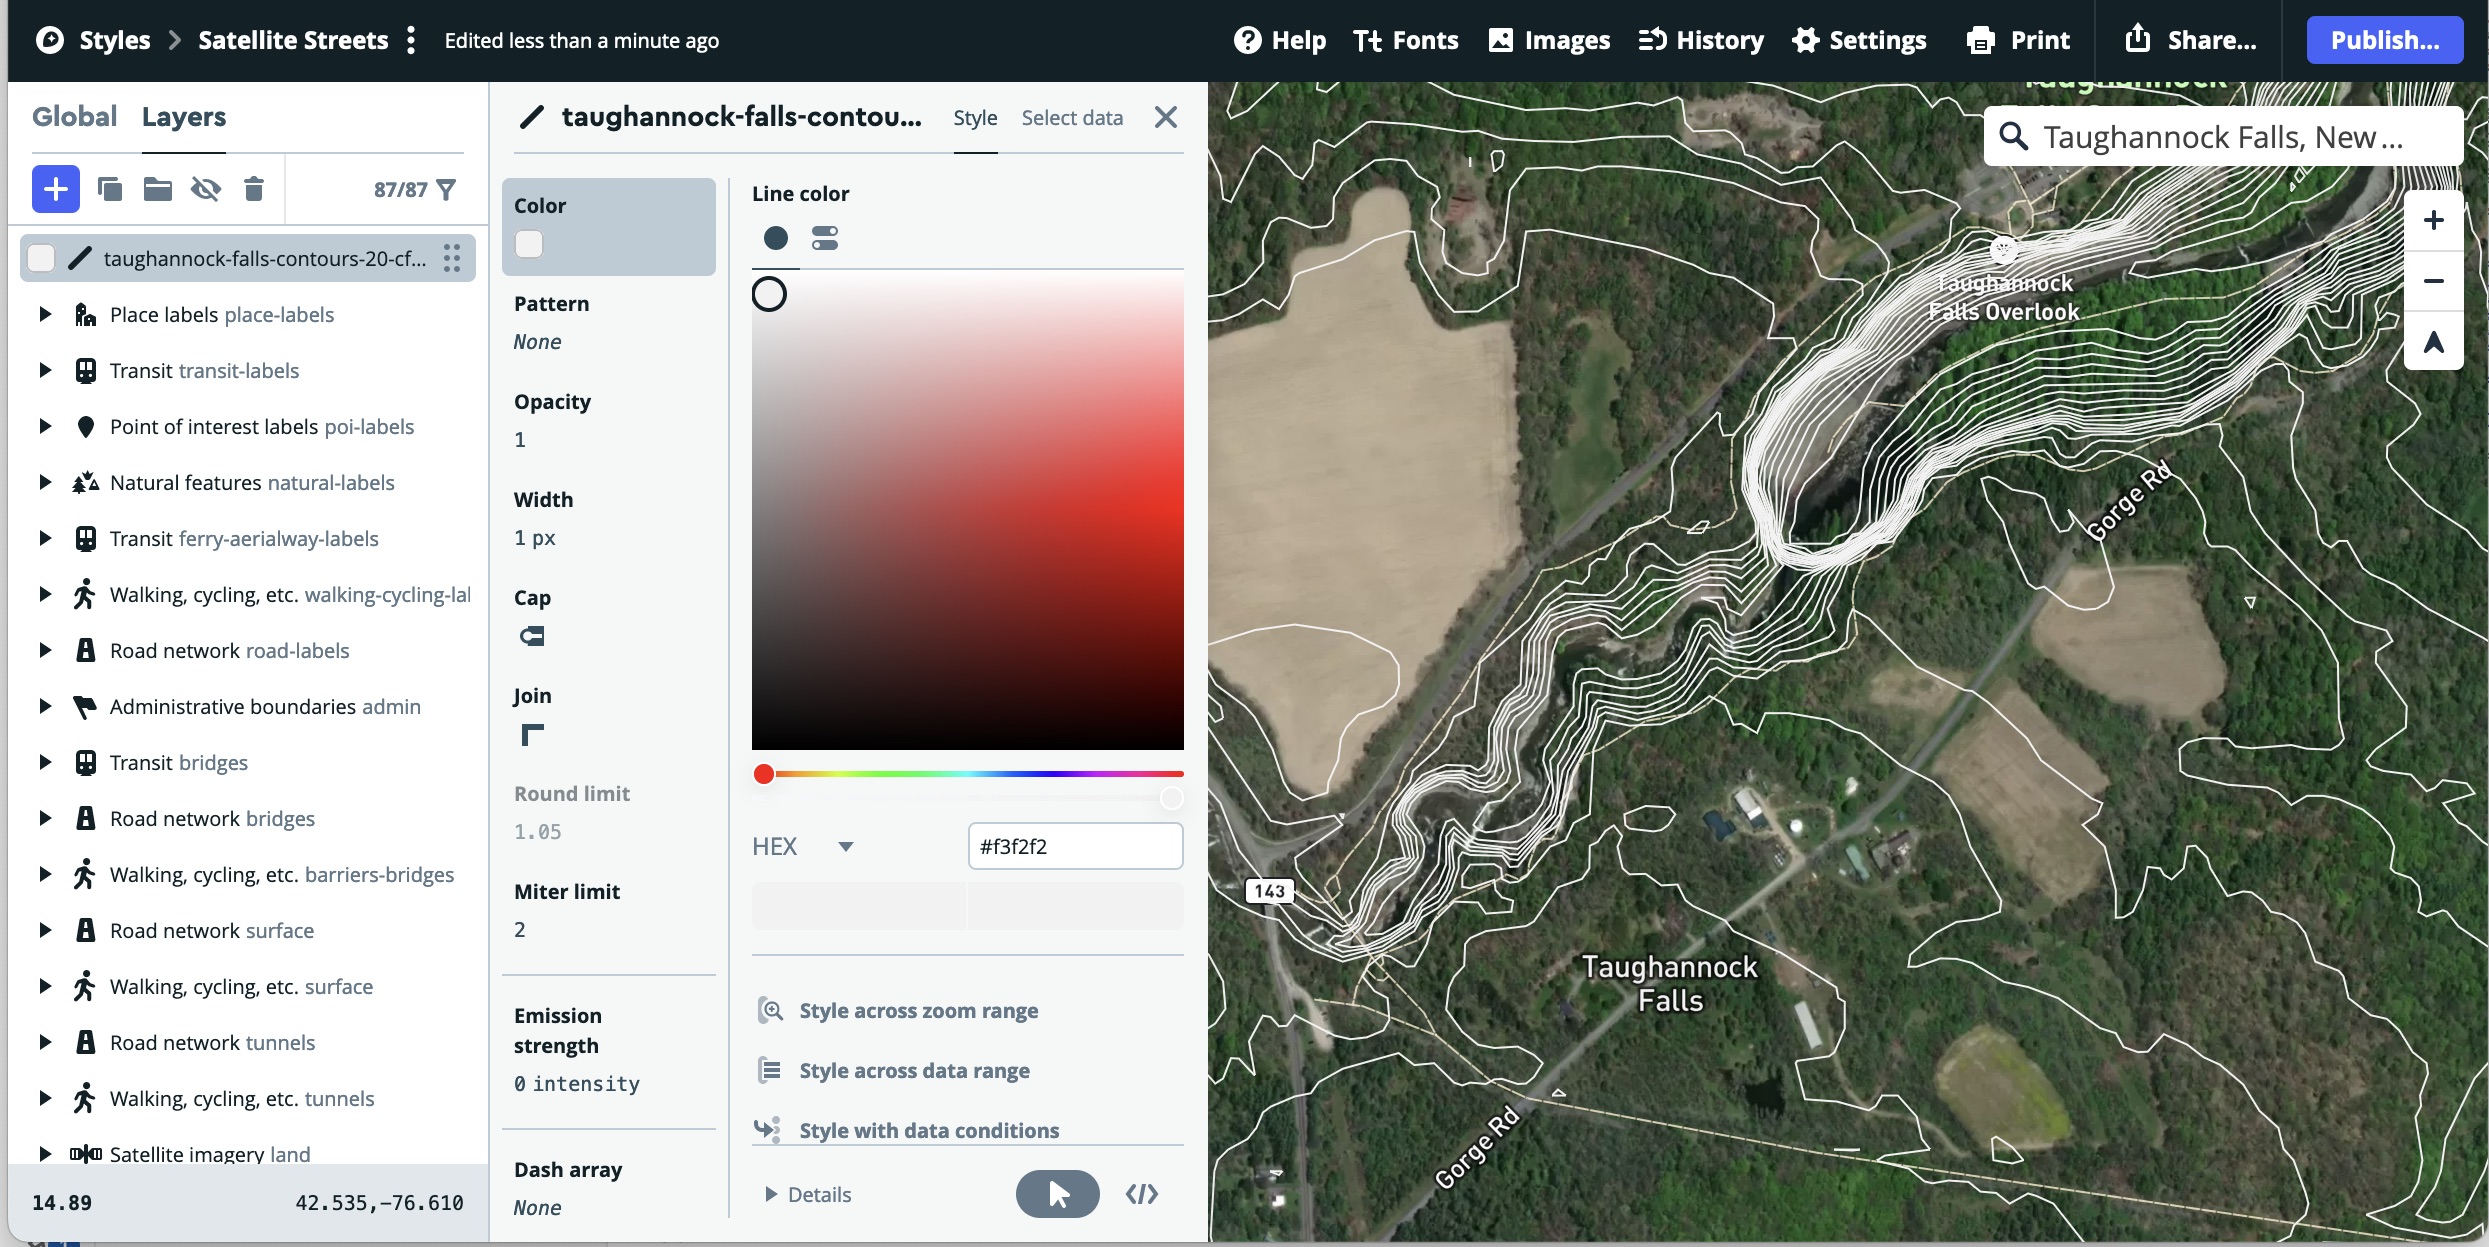 Styles
Satellite Streets
Edited less than a minute ago
Help
Fonts
Images
History
Settings
Print
Share...
Publish...
Global
Layers
87/87
taughannock-falls-contours-20-cf...
Place labels place-labels
Transit transit-labels
Point of interest labels poi-labels
Natural features natural-labels
Transit ferry-aerialway-labels
Walking, cycling, etc. walking-cycling-lal
Road network road-labels
Administrative boundaries admin
Transit bridges
Road network bridges
Walking, cycling, etc. barriers-bridges
Road network surface
Walking, cycling, etc. surface
Road network tunnels
Walking, cycling, etc. tunnels
Satellite imagery land
14.89
42.535,-76.610
taughannock-falls-contou...
Style
Select data
Color
Pattern
None
Opacity
1
Width
1 px
Cap
Join
Round limit
1.05
Miter limit
2
Emission
strength
0 intensity
Dash array
None
Line color
HEX
#f3f2f2
Style across zoom range
Style across data range
Style with data conditions
Details
Taughannock
Taughannock Falls, New ...
Taughannock
Falls Overlook
Gorge Rd
143
Taughannock
Falls
Gorge Rd